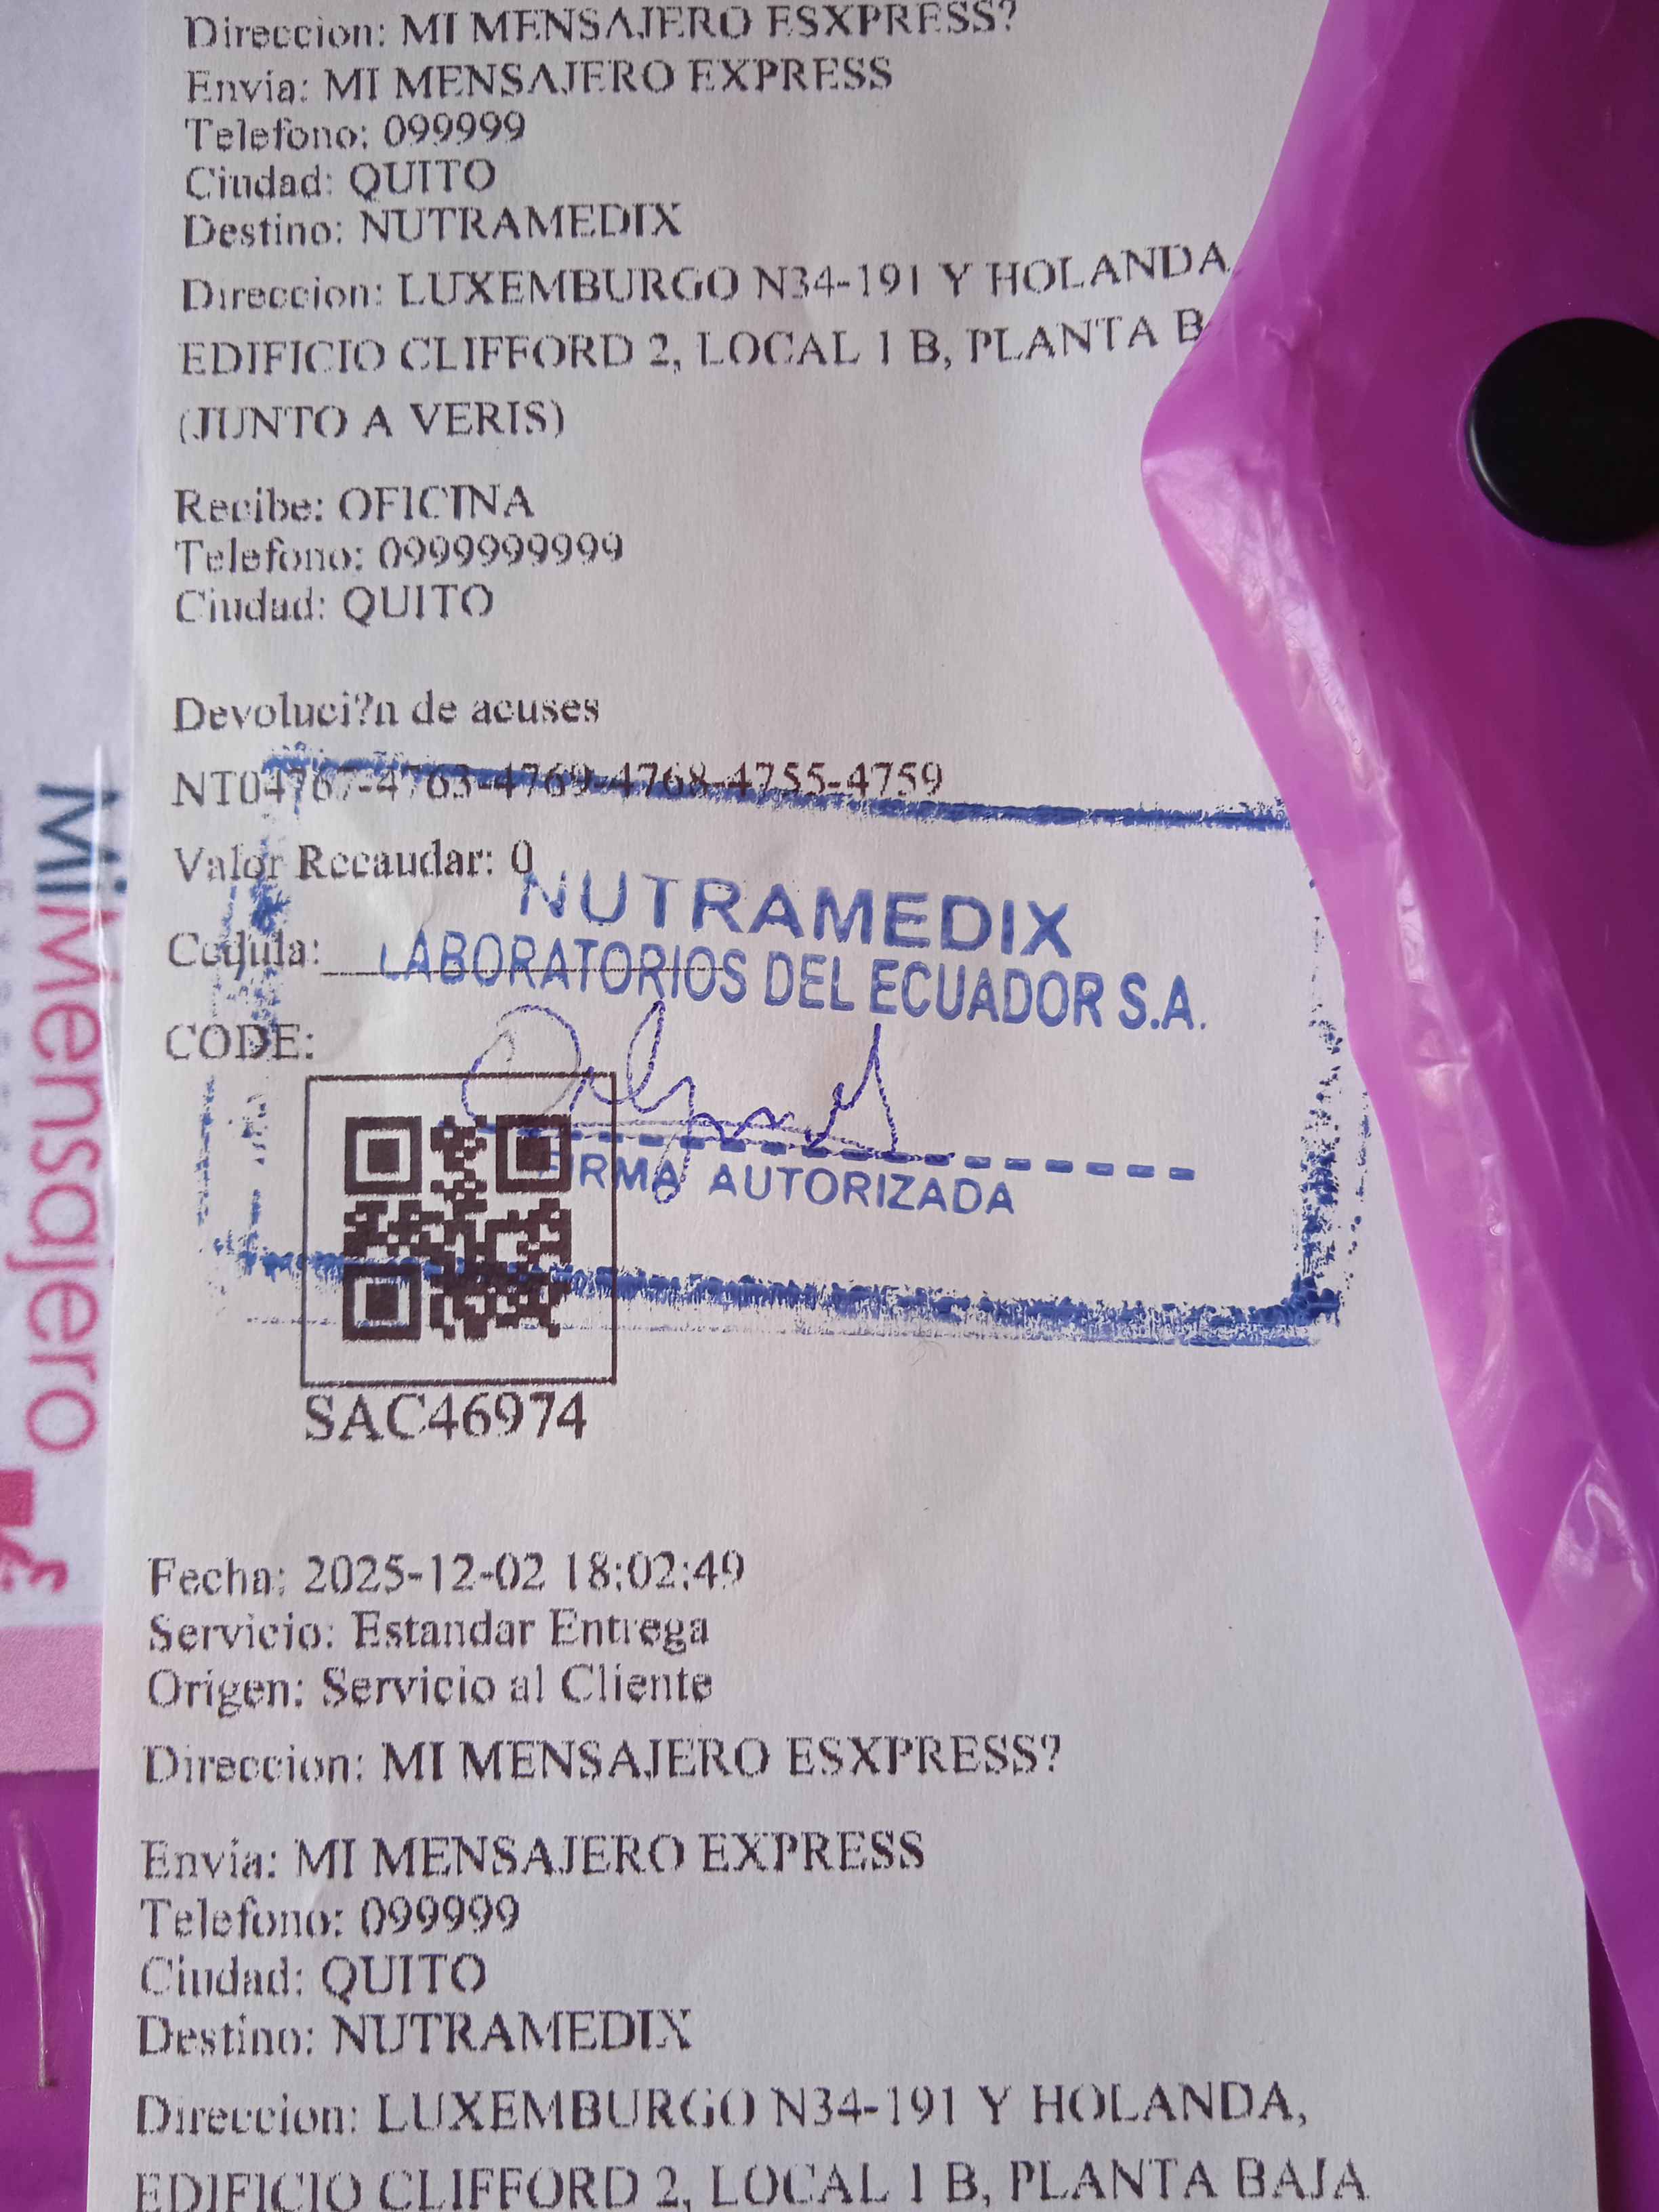 Direccion: MI MENSAJERO ESXPRESS?
Envia: MI MENSAJERO EXPRESS
Telefono: 099999
Ciudad: QUITO
Destino: NUTRAMEDIX
Direccion: LUXEMBURGO N34-191 Y HOLANDA,
EDIFICIO CLIFFORD 2, LOCAL 1 B, PLANTA B
(JUNTO A VERIS)
Recibe: OFICINA
Telefono: 0999999999
Ciudad: QUITO
Devoluci?n de acuses
NT04767-4763-4769-4768-4755-4759
Valor Recaudar: 0
NUTRAMEDIX
Cedula:
LABORATORIOS DEL ECUADOR S.A.
CODE:
FIRMA AUTORIZADA
SAC46974
Fecha: 2025-12-02 18:02:49
Servicio: Estandar Entrega
Origen: Servicio al Cliente
Direccion: MI MENSAJERO ESXPRESS?
Envia: MI MENSAJERO EXPRESS
Telefono: 099999
Ciudad: QUITO
Destino: NUTRAMEDIX
Direccion: LUXEMBURGO N34-191 Y HOLANDA,
EDIFICIO CLIFFORD 2, LOCAL 1 B, PLANTA BAJA
MiMensajero